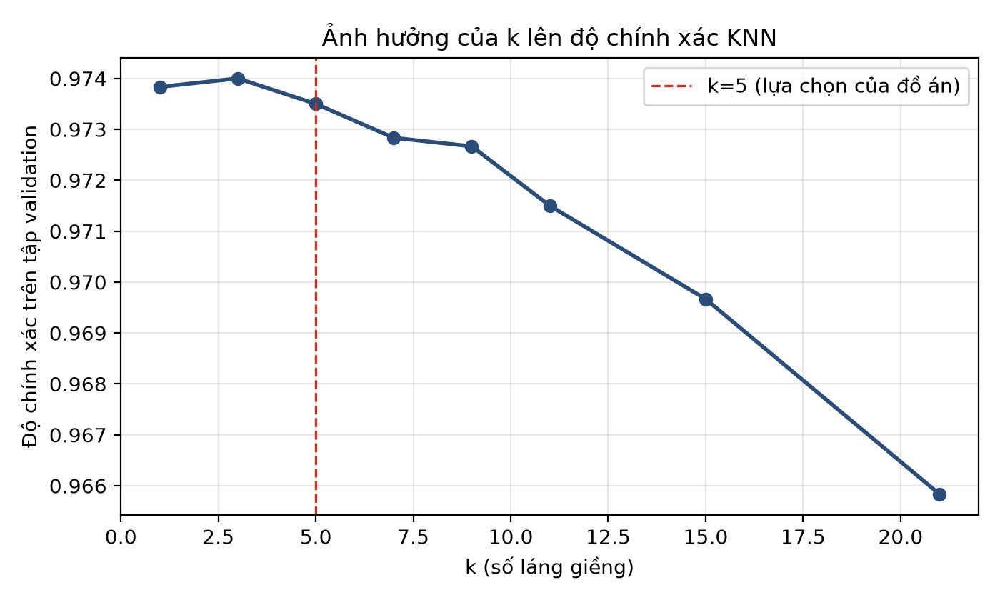 Ảnh hưởng của k lên độ chính xác KNN
k=5 (lựa chọn của đồ án)
Độ chính xác trên tập validation
0.974
0.973
0.972
0.971
0.970
0.969
0.968
0.967
0.966
0.0 2.5 5.0 7.5 10.0 12.5 15.0 17.5 20.0
k (số láng giềng)